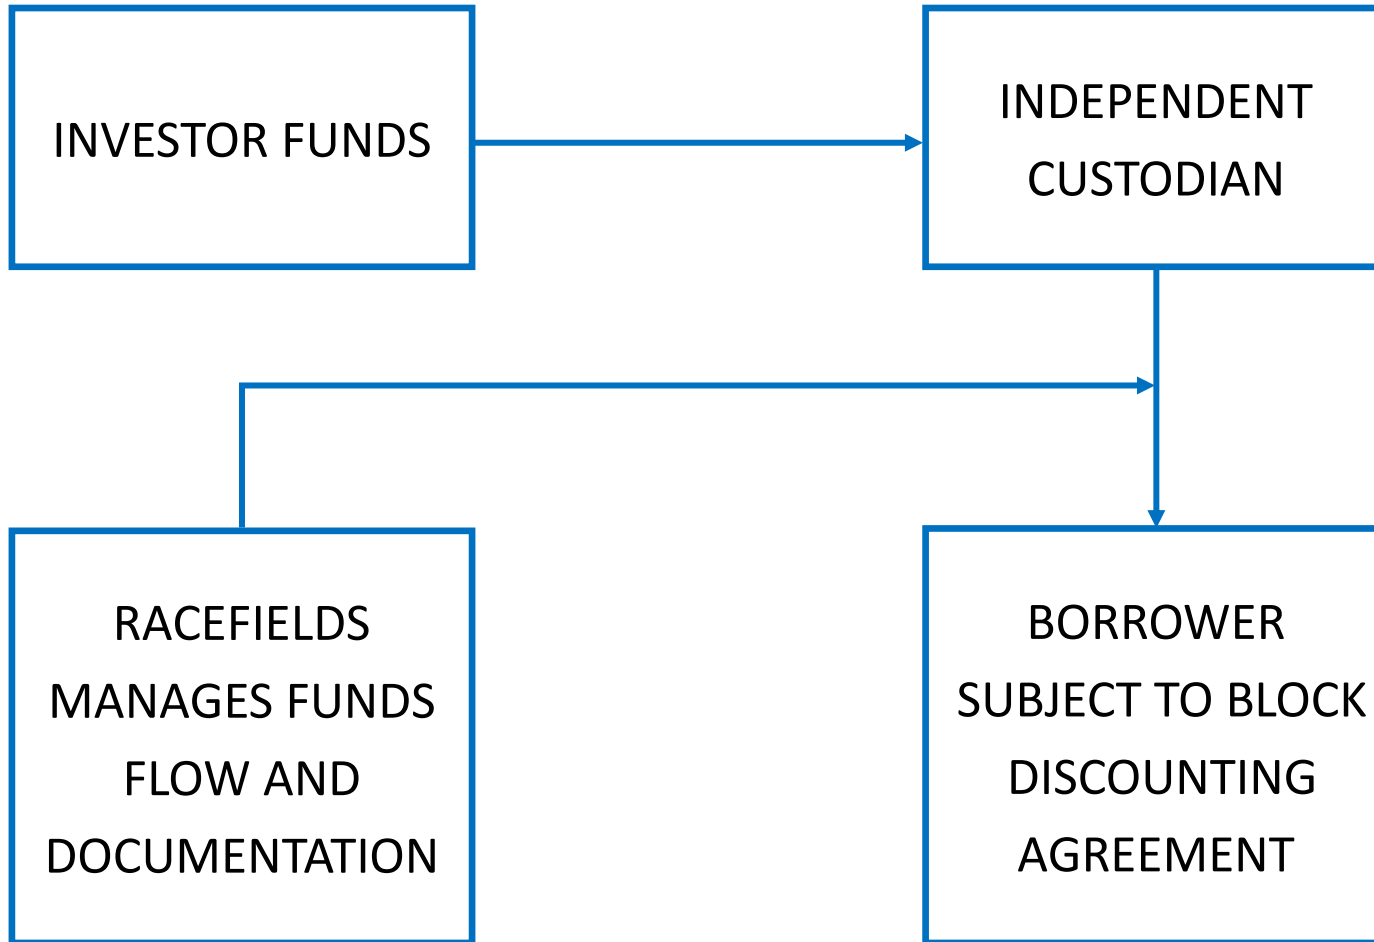 INVESTOR FUNDS
INDEPENDENT
CUSTODIAN
RACEFIELDS
MANAGES FUNDS
FLOW AND
DOCUMENTATION
BORROWER
SUBJECT TO BLOCK
DISCOUNTING
AGREEMENT